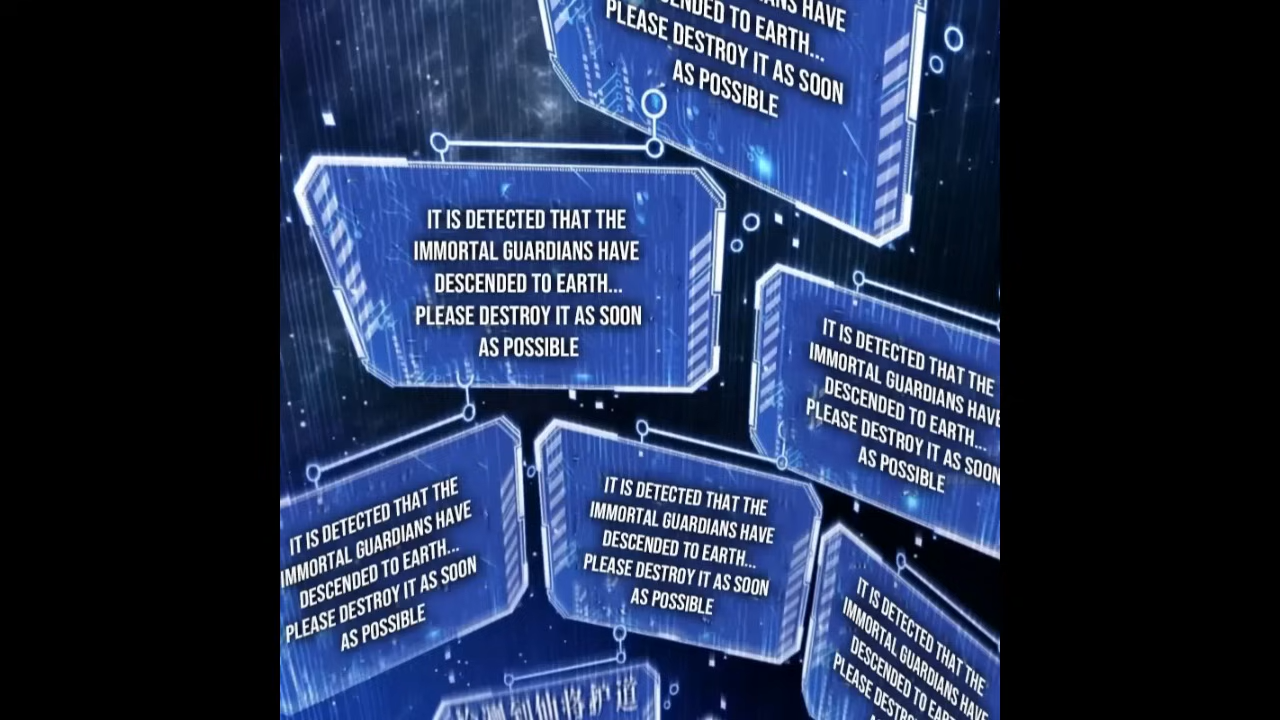 HAVE
DESCENDED TO EARTH...
PLEASE DESTROY IT AS SOON
AS POSSIBLE
IT IS DETECTED THAT THE
IMMORTAL GUARDIANS HAVE
DESCENDED TO EARTH...
PLEASE DESTROY IT AS SOON
AS POSSIBLE
IT IS DETECTED THAT THE
IMMORTAL GUARDIANS HAVE
DESCENDED TO EARTH...
PLEASE DESTROY IT AS SOON
AS POSSIBLE
IT IS DETECTED THAT THE
IMMORTAL GUARDIANS HAVE
DESCENDED TO EARTH...
PLEASE DESTROY IT AS SOON
AS POSSIBLE
IT IS DETECTED THAT THE
IMMORTAL GUARDIANS HAVE
DESCENDED TO EARTH...
PLEASE DESTROY IT AS SOON
AS POSSIBLE
IT IS DETECTED THAT THE
IMMORTAL GUARDIANS HAVE
DESCENDED TO
PLEASE
护道